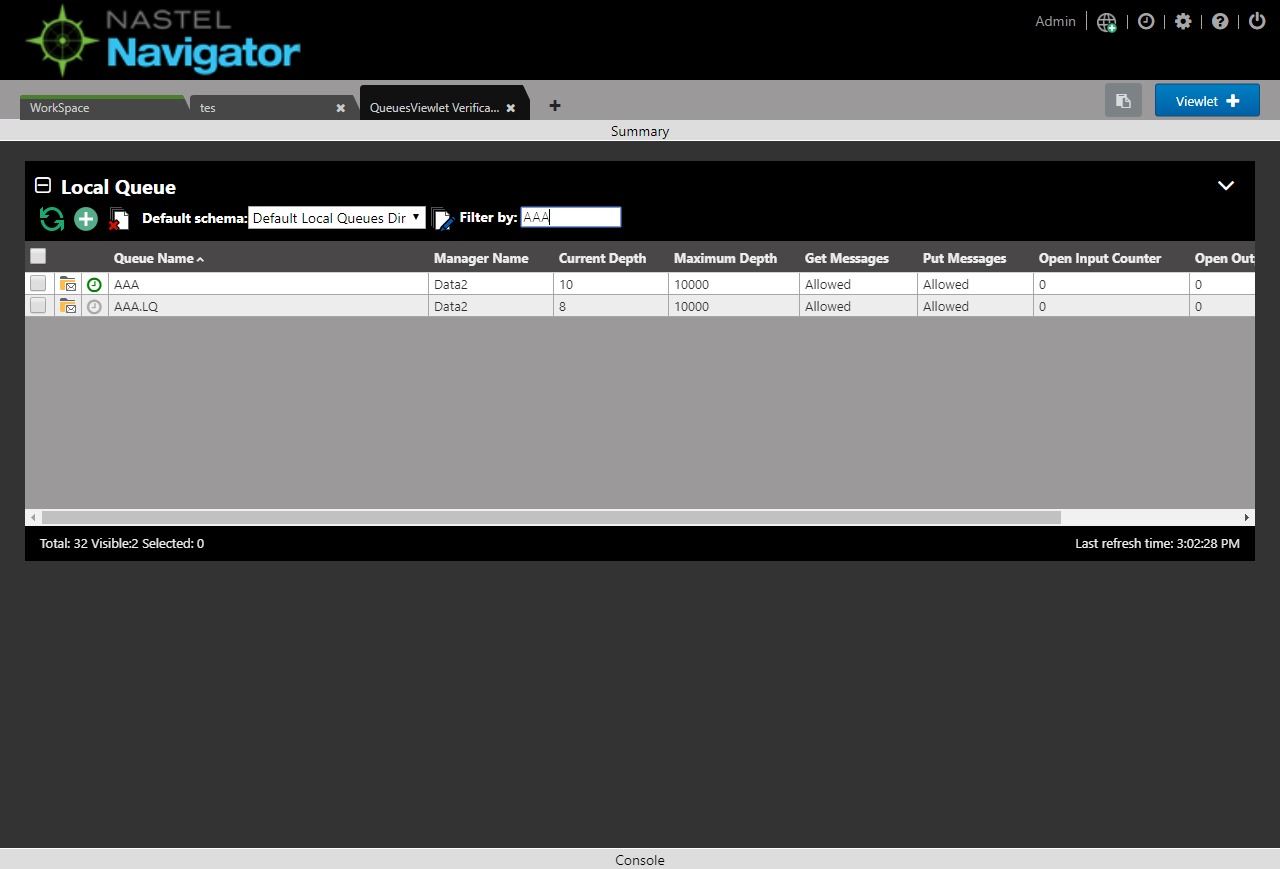 NASTEL
Navigator
Admin
WorkSpace tes QueuesViewlet Verifica... Viewlet
Summary
Local Queue
Default schema: Default Local Queues Dir Filter by: AAA
Queue Name Manager Name Current Depth Maximum Depth Get Messages Put Messages Open Input Counter Open Out
AAA Data2 10 10000 Allowed Allowed 0 0
AAA.LQ Data2 8 10000 Allowed Allowed 0 0
Total: 32 Visible:2 Selected: 0 Last refresh time: 3:02:28 PM
Console